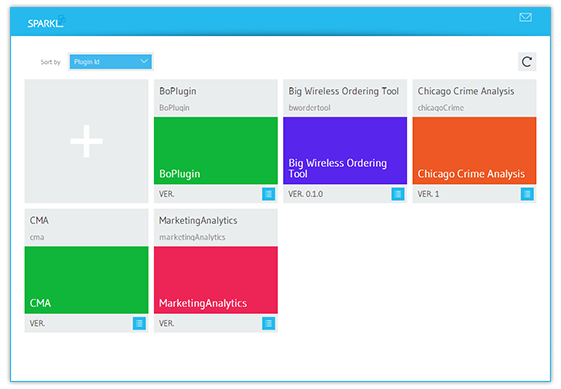 SPARKL
Sort by
Plugin Id
BoPlugin
BoPlugin
BoPlugin
VER.
Big Wireless Ordering Tool
bwordertool
Big Wireless Ordering
Tool
VER. 0.1.0
Chicago Crime Analysis
chicagoCrime
Chicago Crime Analysis
VER. 1
CMA
cma
CMA
VER.
MarketingAnalytics
marketingAnalytics
MarketingAnalytics
VER.